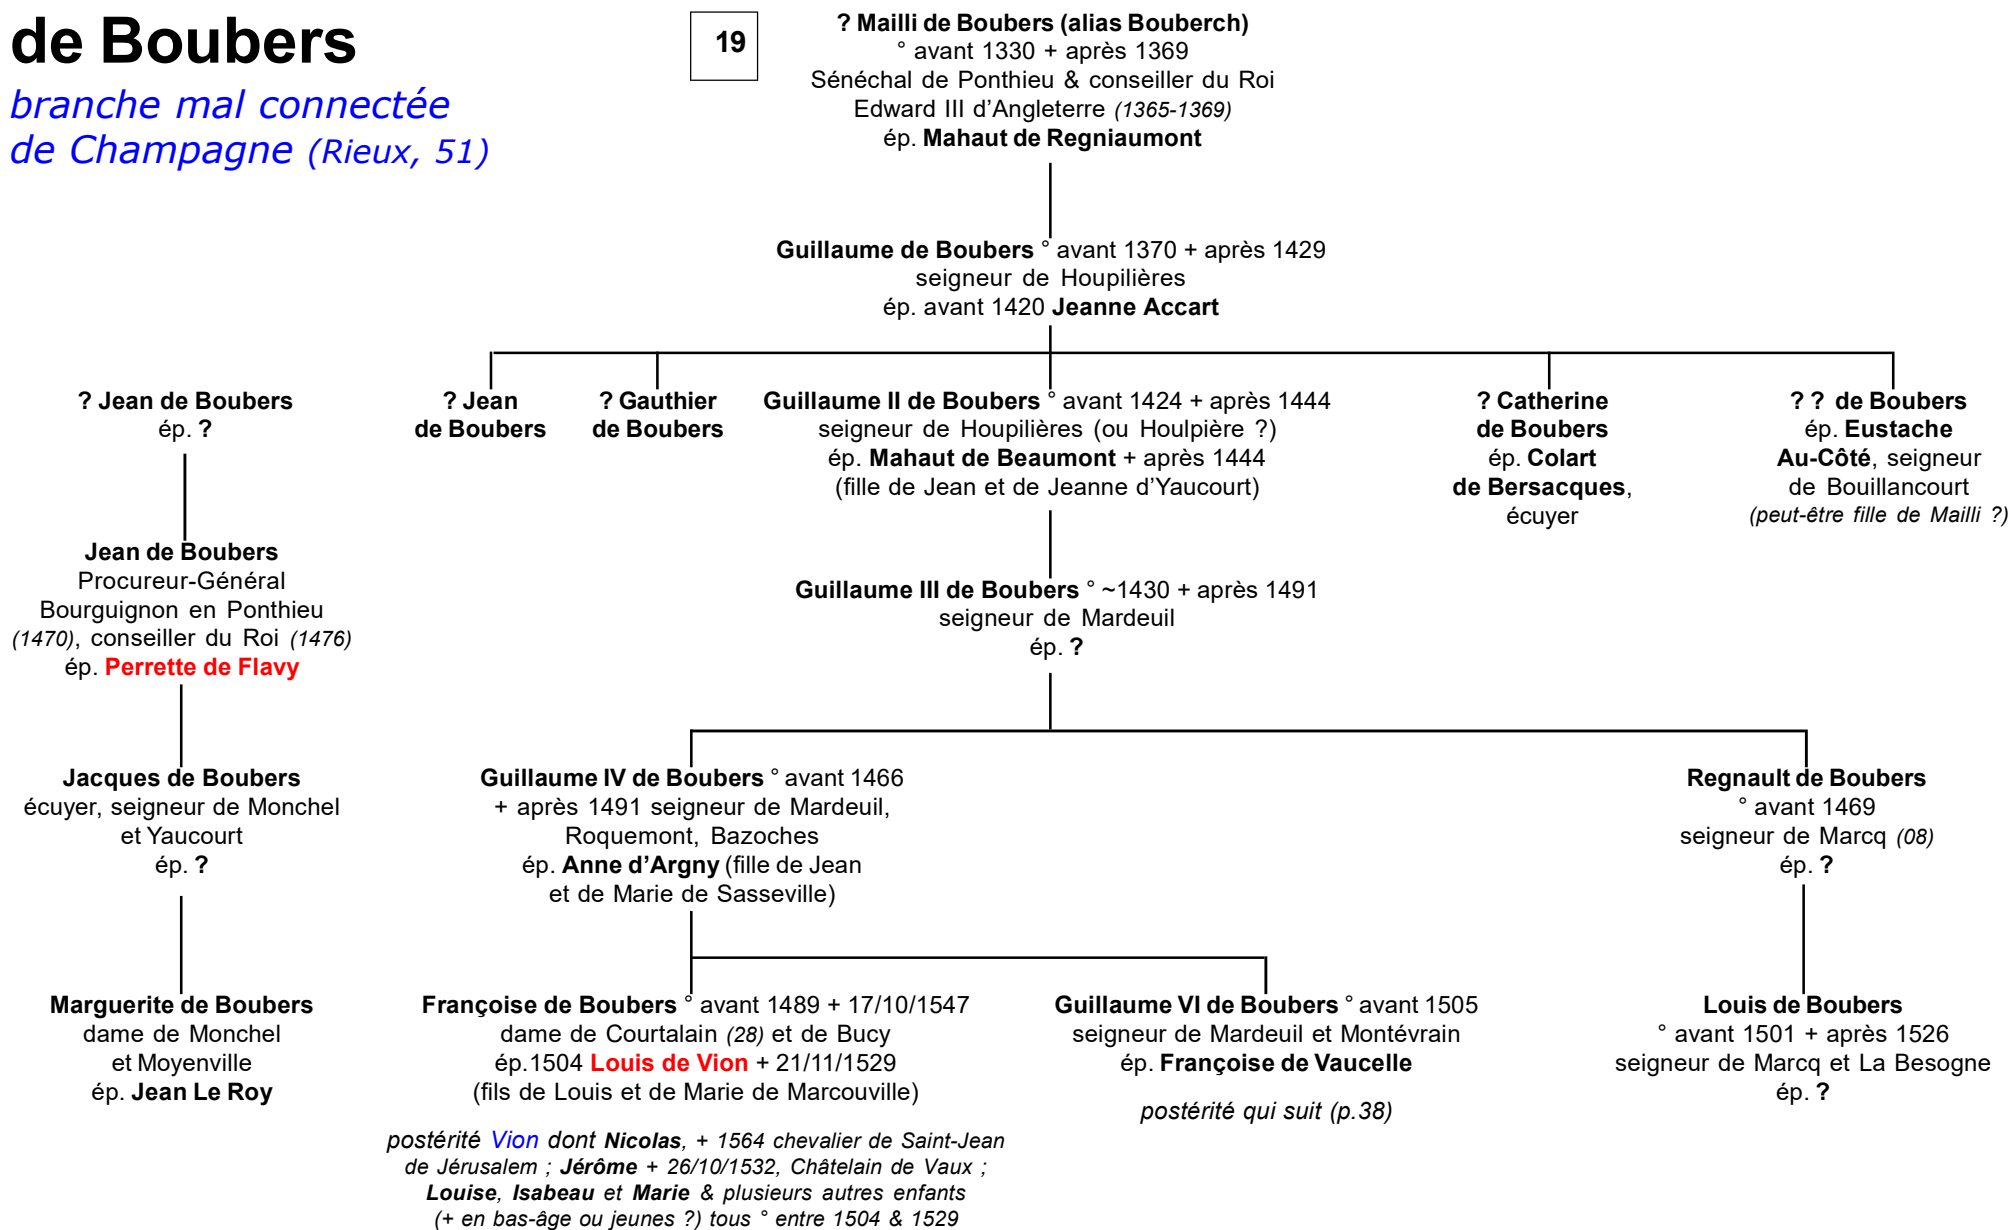 de Boubers
branche mal connectée
de Champagne (Rieux, 51)
19
? Mailli de Boubers (alias Bouberch)
° avant 1330 + après 1369
Sénéchal de Ponthieu & conseiller du Roi
Edward III d’Angleterre (1365-1369)
ép. Mahaut de Regniaumont
Guillaume de Boubers ° avant 1370 + après 1429
seigneur de Houpilières
ép. avant 1420 Jeanne Accart
? Jean de Boubers
ép. ?
? Jean
de Boubers
? Gauthier
de Boubers
Guillaume II de Boubers ° avant 1424 + après 1444
seigneur de Houpilières (ou Houlpière ?)
ép. Mahaut de Beaumont + après 1444
(fille de Jean et de Jeanne d’Yaucourt)
? Catherine
de Boubers
ép. Colart
de Bersacques,
écuyer
? ? de Boubers
ép. Eustache
Au-Côté, seigneur
de Bouillancourt
(peut-être fille de Mailli ?)
Jean de Boubers
Procureur-Général
Bourguignon en Ponthieu
(1470), conseiller du Roi (1476)
ép. Perrette de Flavy
Guillaume III de Boubers ° ~1430 + après 1491
seigneur de Mardeuil
ép. ?
Jacques de Boubers
écuyer, seigneur de Monchel
et Yaucourt
ép. ?
Guillaume IV de Boubers ° avant 1466
+ après 1491 seigneur de Mardeuil,
Roquemont, Bazoches
ép. Anne d’Argny (fille de Jean
et de Marie de Sasseville)
Regnault de Boubers
° avant 1469
seigneur de Marcq (08)
ép. ?
Marguerite de Boubers
dame de Monchel
et Moyenville
ép. Jean Le Roy
Françoise de Boubers ° avant 1489 + 17/10/1547
dame de Courtalain (28) et de Bucy
ép.1504 Louis de Vion + 21/11/1529
(fils de Louis et de Marie de Marcouville)
postérité Vion dont Nicolas, + 1564 chevalier de Saint-Jean
de Jérusalem ; Jérôme + 26/10/1532, Châtelain de Vaux ;
Louise, Isabeau et Marie & plusieurs autres enfants
(+ en bas-âge ou jeunes ?) tous ° entre 1504 & 1529
Guillaume VI de Boubers ° avant 1505
seigneur de Mardeuil et Montévrain
ép. Françoise de Vaucelle
postérité qui suit (p.38)
Louis de Boubers
° avant 1501 + après 1526
seigneur de Marcq et La Besogne
ép. ?